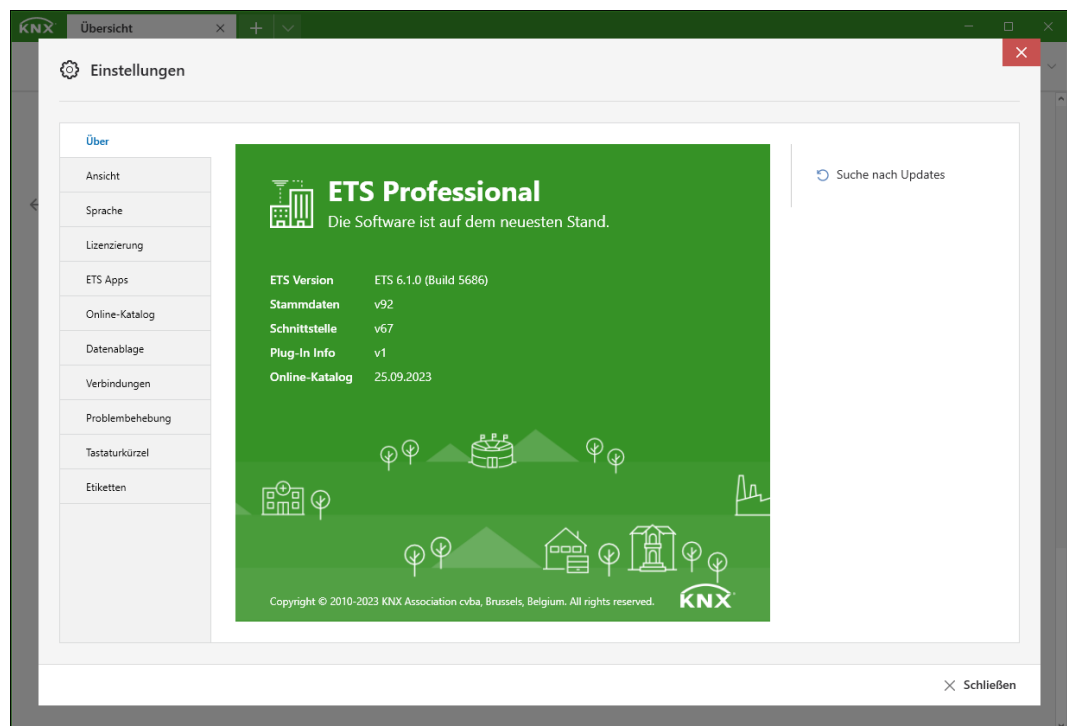 KNX Übersicht
Einstellungen
Über
Ansicht
Sprache
Lizenzierung
ETS Apps
Online-Katalog
Datenablage
Verbindungen
Problembehebung
Tastaturkürzel
Etiketten
ETS Professional
Die Software ist auf dem neuesten Stand.
ETS Version ETS 6.1.0 (Build 5686)
Stammdaten v92
Schnittstelle v67
Plug-In Info v1
Online-Katalog 25.09.2023
Copyright © 2010-2023 KNX Association cvba, Brussels, Belgium. All rights reserved.
KNX
Suche nach Updates
Schließen